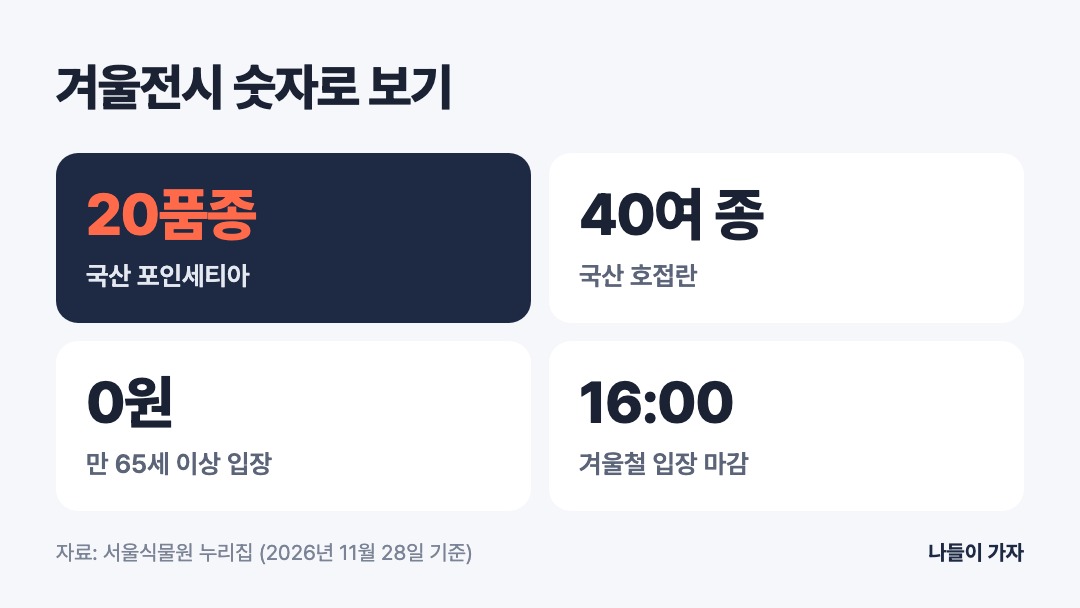 겨울전시 숫자로 보기
20품종
국산 포인세티아
40여 종
국산 호접란
0원
만 65세 이상 입장
16:00
겨울철 입장 마감
자료: 서울식물원 누리집 (2026년 11월 28일 기준)
나들이 가자